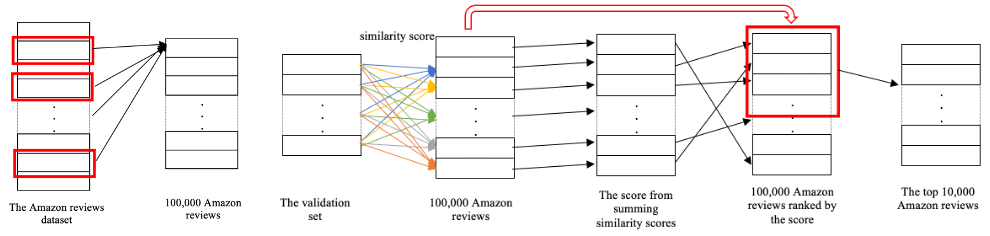 similarity score
The Amazon reviews
dataset
100,000 Amazon
reviews
The validation
set
100,000 Amazon
reviews
The score from
summing
similarity scores
100,000 Amazon
reviews ranked by
the score
The top 10,000
Amazon reviews